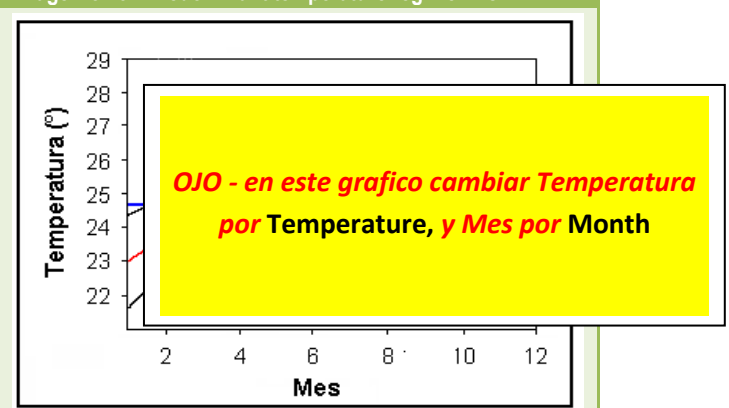 29
28
27
26
25
24
23
22
Temperatura (º)
OJO - en este grafico cambiar Temperatura
por Temperature, y Mes por Month
2 4 6 8 10 12
Mes